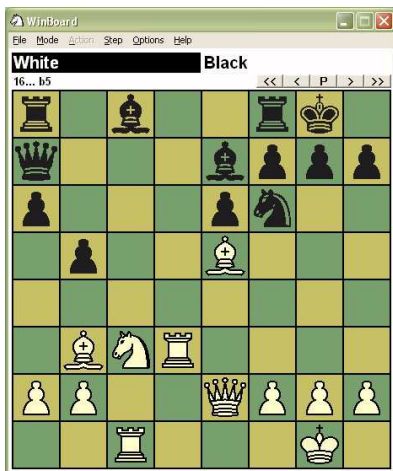 WinBoard
File Mode Action Step Options Help
White Black
16... b5 << < P > >>